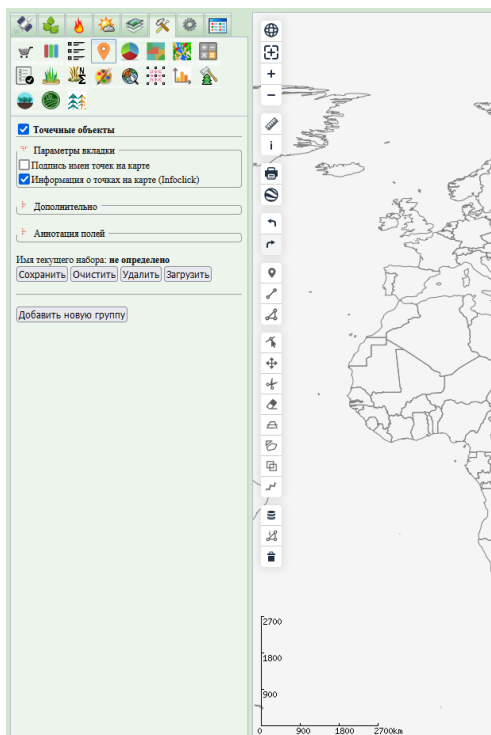 Точечные объекты
Параметры вкладки
Подпись имен точек на карте
Информация о точках на карте (Infoclick)
Дополнительно
Аннотация полей
Имя текущего набора: не определено
Сохранить Очистить Удалить Загрузить
Добавить новую группу
+
−
i
2700
1800
900
0 900 1800 2700км